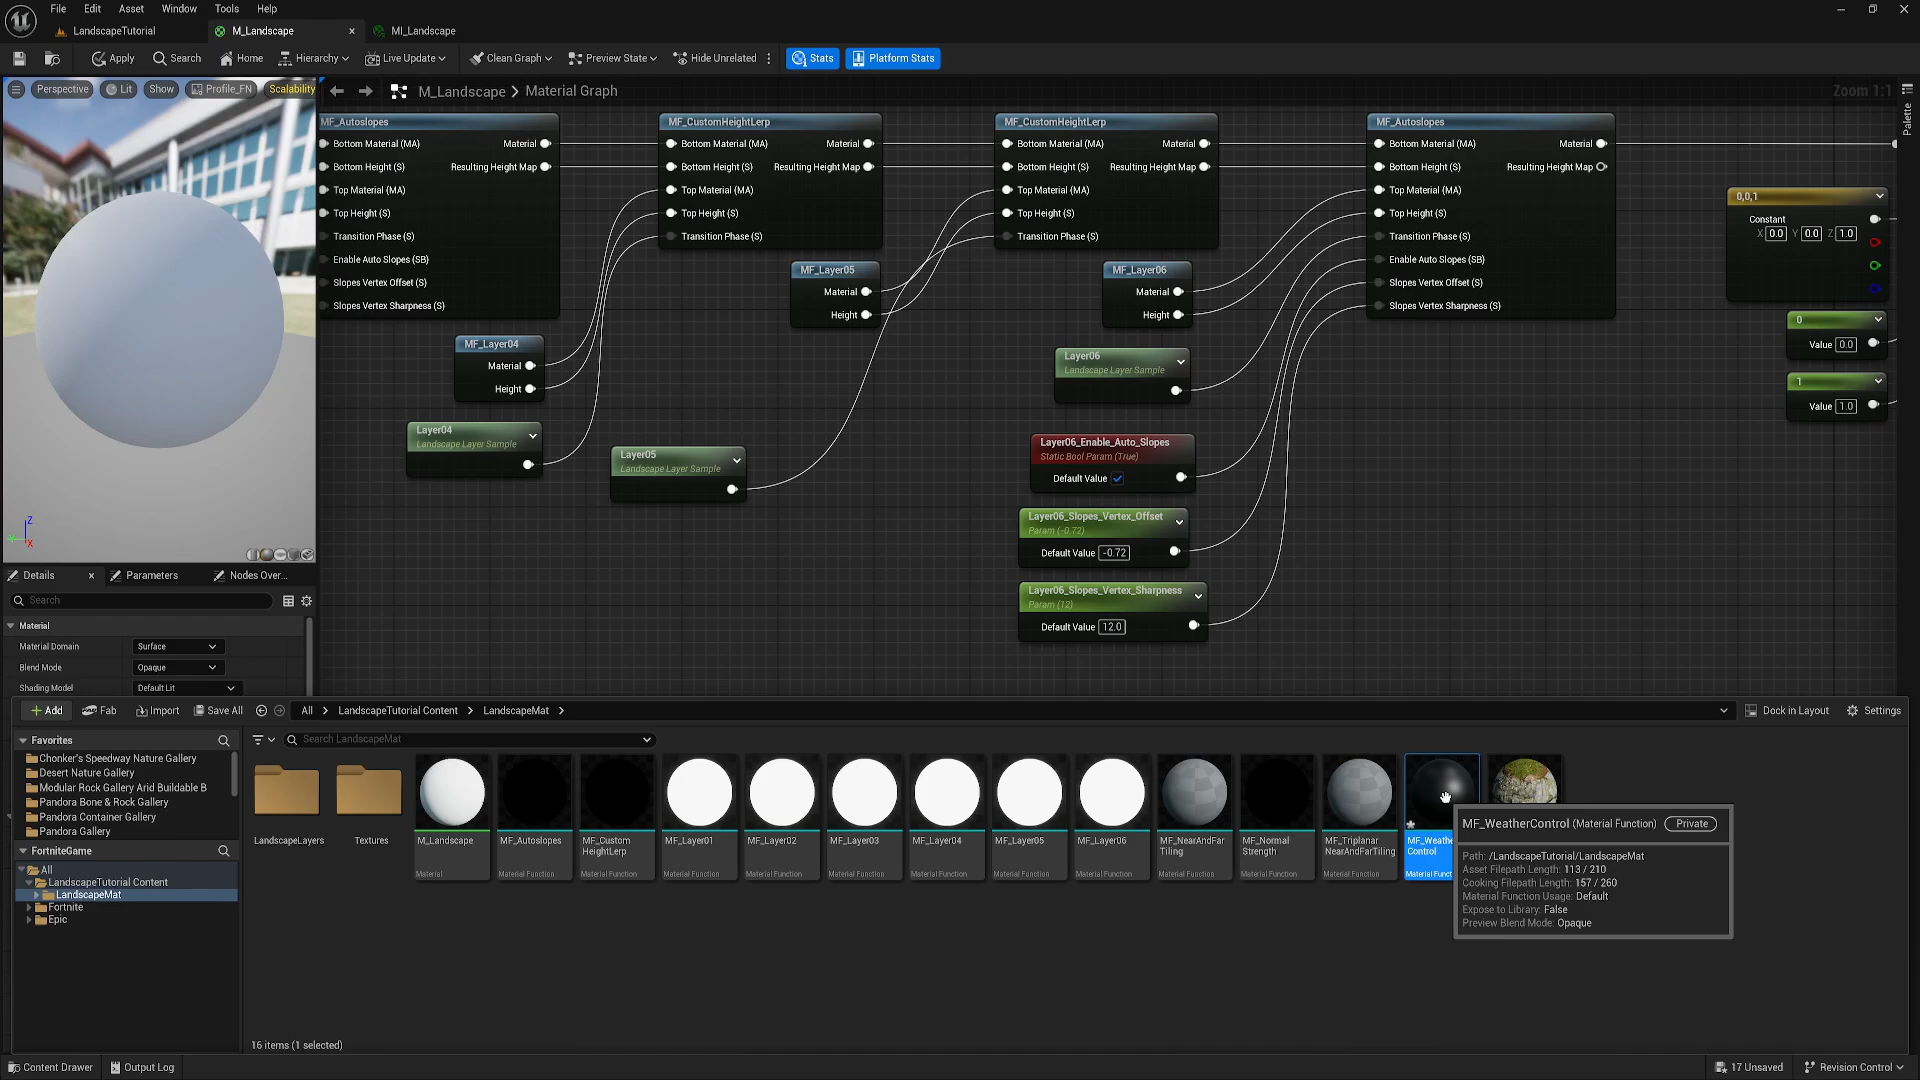 File Edit Asset Window Tools Help
LandscapeTutorial M_Landscape MI_Landscape
Apply Search Home Hierarchy Live Update Clean Graph Preview State Hide Unrelated Stats Platform Stats
Perspective Lit Show Profile_FN Scalability
M_Landscape Material Graph
Zoom 1:1
Palette
MF_Autoslopes
Bottom Material (MA) Material
Bottom Height (S) Resulting Height Map
Top Material (MA)
Top Height (S)
Transition Phase (S)
Enable Auto Slopes (SB)
Slopes Vertex Offset (S)
Slopes Vertex Sharpness (S)
MF_CustomHeightLerp
Bottom Material (MA) Material
Bottom Height (S) Resulting Height Map
Top Material (MA)
Top Height (S)
Transition Phase (S)
MF_CustomHeightLerp
Bottom Material (MA) Material
Bottom Height (S) Resulting Height Map
Top Material (MA)
Top Height (S)
Transition Phase (S)
MF_Autoslopes
Bottom Material (MA) Material
Bottom Height (S) Resulting Height Map
Top Material (MA)
Top Height (S)
Transition Phase (S)
Enable Auto Slopes (SB)
Slopes Vertex Offset (S)
Slopes Vertex Sharpness (S)
0,0,1
Constant
X 0.0 Y 0.0 Z 1.0
0
Value 0.0
1
Value 1.0
MF_Layer04
Material
Height
Layer04
Landscape Layer Sample
MF_Layer05
Material
Height
Layer05
Landscape Layer Sample
MF_Layer06
Material
Height
Layer06
Landscape Layer Sample
Layer06_Enable_Auto_Slopes
Static Bool Param (True)
Default Value
Layer06_Slopes_Vertex_Offset
Param (-0.72)
Default Value -0.72
Layer06_Slopes_Vertex_Sharpness
Param (12)
Default Value 12.0
Z
Y
X
Details Parameters Nodes Over...
Search
Material
Material Domain Surface
Blend Mode Opaque
Shading Model Default Lit
Add Fab Import Save All All LandscapeTutorial Content LandscapeMat Dock in Layout Settings
Favorites
Chonker's Speedway Nature Gallery
Desert Nature Gallery
Modular Rock Gallery Arid Buildable B
Pandora Bone & Rock Gallery
Pandora Container Gallery
Pandora Gallery
FortniteGame
All
LandscapeTutorial Content
LandscapeMat
Fortnite
Epic
Search LandscapeMat
LandscapeLayers
Textures
M_Landscape
Material
MF_Autoslopes
Material Function
MF_Custom
HeightLerp
Material Function
MF_Layer01
Material Function
MF_Layer02
Material Function
MF_Layer03
Material Function
MF_Layer04
Material Function
MF_Layer05
Material Function
MF_Layer06
Material Function
MF_NearAndFar
Tiling
Material Function
MF_Normal
Strength
Material Function
MF_Triplanar
NearAndFarTiling
Material Function
MF_Weathe
Control
Material Funct
MF_WeatherControl (Material Function) Private
Path: /LandscapeTutorial/LandscapeMat
Asset Filepath Length: 113 / 210
Cooking Filepath Length: 157 / 260
Material Function Usage: Default
Expose to Library: False
Preview Blend Mode: Opaque
16 items (1 selected)
Content Drawer Output Log 17 Unsaved Revision Control